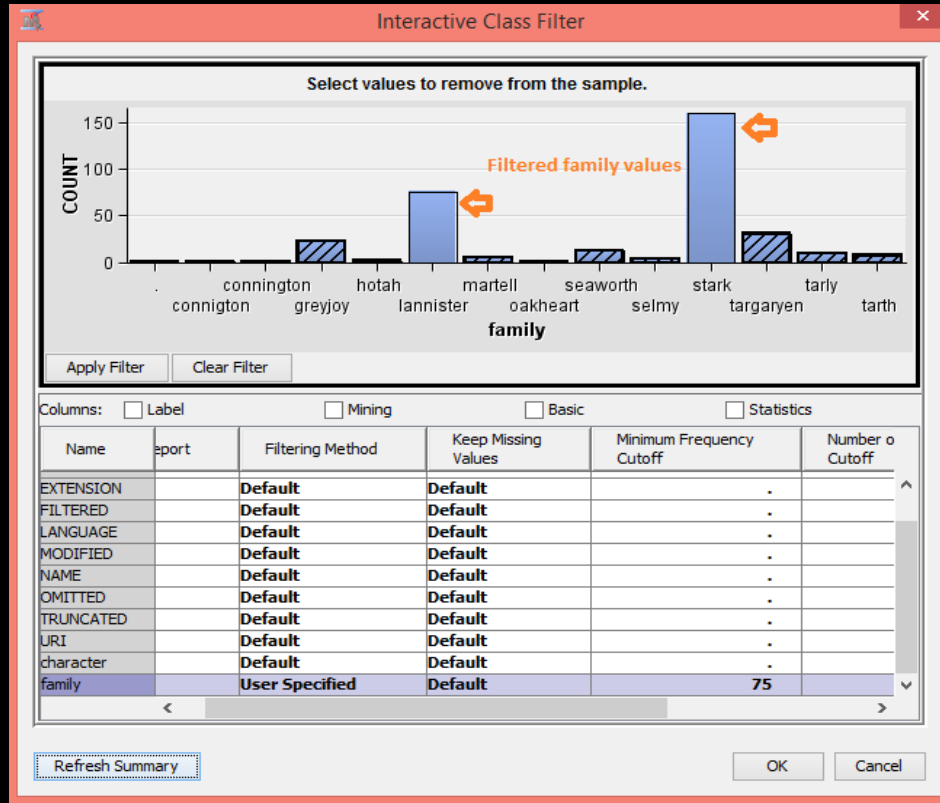 Interactive Class Filter
×
Select values to remove from the sample.
150
100
50
0
COUNT
Filtered family values
. connington hotah martell seaworth stark tarly
connigton greyjoy lannister oakheart selmy targaryen tarth
family
Apply Filter Clear Filter
Columns: Label Mining Basic Statistics
Name eport Filtering Method Keep Missing Values Minimum Frequency Cutoff Number o Cutoff
EXTENSION Default Default .
FILTERED Default Default .
LANGUAGE Default Default .
MODIFIED Default Default .
NAME Default Default .
OMITTED Default Default .
TRUNCATED Default Default .
URI Default Default .
character Default Default .
family User Specified Default 75
Refresh Summary OK Cancel